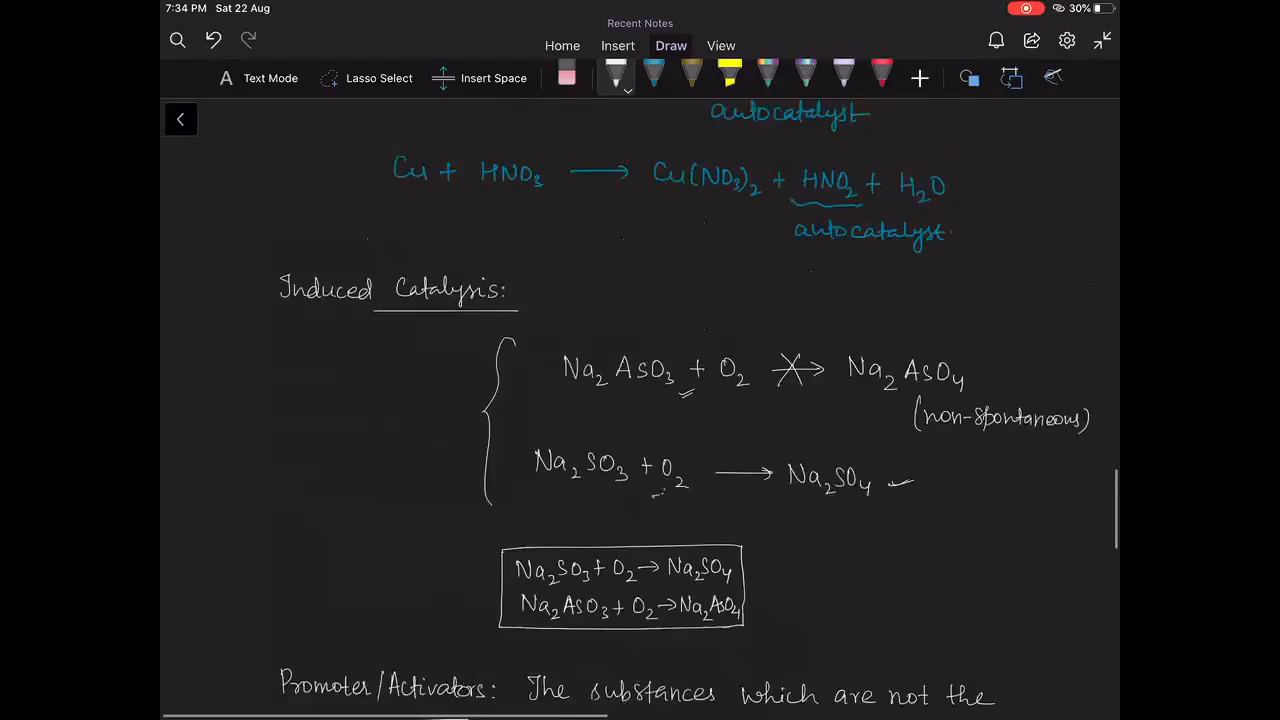 7:34 PM Sat 22 Aug
30%
Recent Notes
Home Insert Draw View
A Text Mode Lasso Select Insert Space
autocatalyst
Cu + HNO₃ → Cu(NO₃)₂ + HNO₂ + H₂O
autocatalyst
Induced Catalysis:
Na₂AsO₃ + O₂ → Na₂AsO₄
(non-spontaneous)
Na₂SO₃ + O₂ → Na₂SO₄
Na₂SO₃ + O₂ → Na₂SO₄
Na₂AsO₃ + O₂ → Na₂AsO₄
Promoter/Activators: The substances which are not the